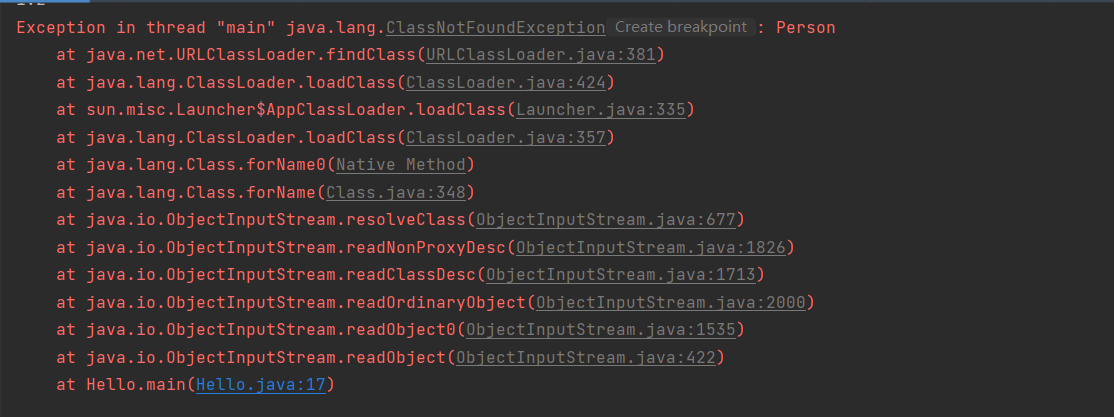 Exception in thread "main" java.lang.ClassNotFoundException Create breakpoint : Person
at java.net.URLClassLoader.findClass(URLClassLoader.java:381)
at java.lang.ClassLoader.loadClass(ClassLoader.java:424)
at sun.misc.Launcher$AppClassLoader.loadClass(Launcher.java:335)
at java.lang.ClassLoader.loadClass(ClassLoader.java:357)
at java.lang.Class.forName0(Native Method)
at java.lang.Class.forName(Class.java:348)
at java.io.ObjectInputStream.resolveClass(ObjectInputStream.java:677)
at java.io.ObjectInputStream.readNonProxyDesc(ObjectInputStream.java:1826)
at java.io.ObjectInputStream.readClassDesc(ObjectInputStream.java:1713)
at java.io.ObjectInputStream.readOrdinaryObject(ObjectInputStream.java:2000)
at java.io.ObjectInputStream.readObject0(ObjectInputStream.java:1535)
at java.io.ObjectInputStream.readObject(ObjectInputStream.java:422)
at Hello.main(Hello.java:17)